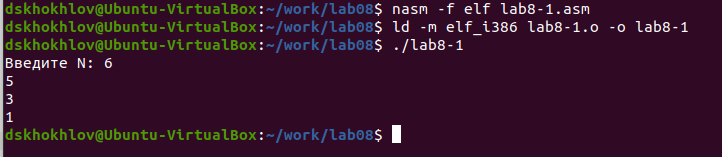 dskhokhlov@Ubuntu-VirtualBox:~/work/lab08$ nasm -f elf lab8-1.asm
dskhokhlov@Ubuntu-VirtualBox:~/work/lab08$ ld -m elf_i386 lab8-1.o -o lab8-1
dskhokhlov@Ubuntu-VirtualBox:~/work/lab08$ ./lab8-1
Введите N: 6
5
3
1
dskhokhlov@Ubuntu-VirtualBox:~/work/lab08$